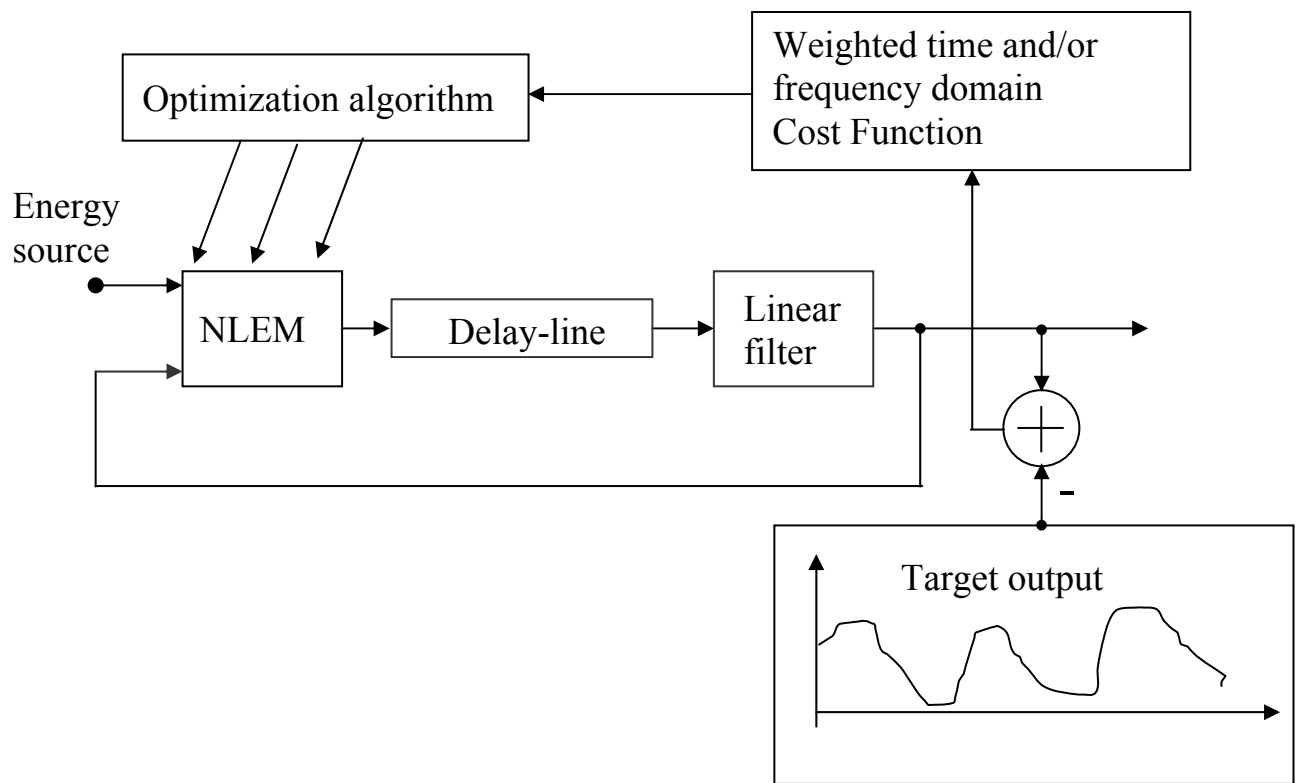 Weighted time and/or
frequency domain
Cost Function
Optimization algorithm
Energy
source
NLEM
Delay-line
Linear
filter
-
Target output